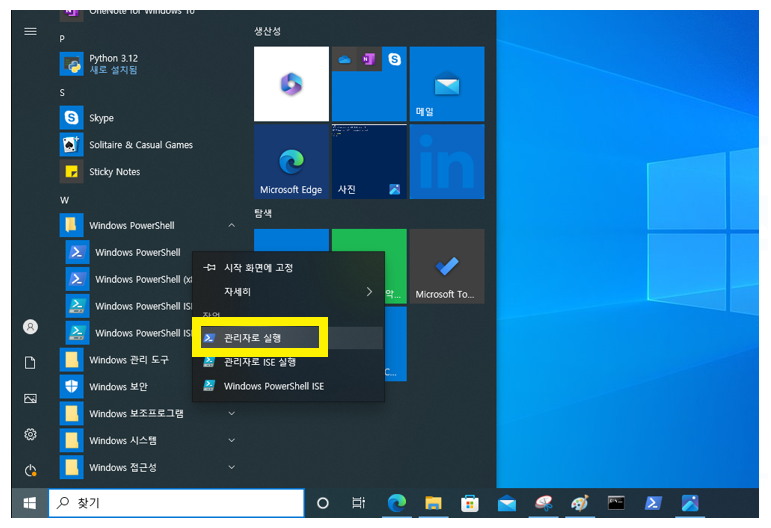 OneNote for Windows 10
P
Python 3.12
새로 설치됨
S
Skype
Solitaire & Casual Games
Sticky Notes
W
Windows PowerShell
Windows PowerShell
Windows PowerShell (x8
Windows PowerShell ISE
Windows PowerShell ISE
Windows 관리 도구
Windows 보안
Windows 보조프로그램
Windows 시스템
Windows 접근성
생산성
메일
Microsoft Edge
사진
탐색
악...
Microsoft To...
C...
시작 화면에 고정
자세히
작업
관리자로 실행
관리자로 ISE 실행
Windows PowerShell ISE
찾기